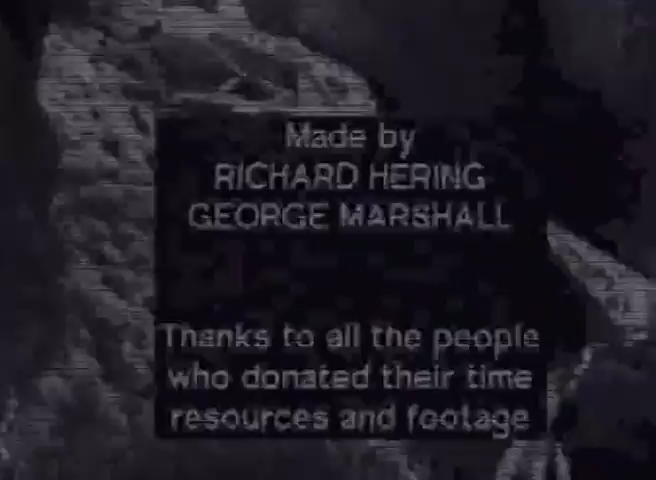 Made by
RICHARD HERING
GEORGE MARSHALL
Thanks to all the people
who donated their time
resources and footage